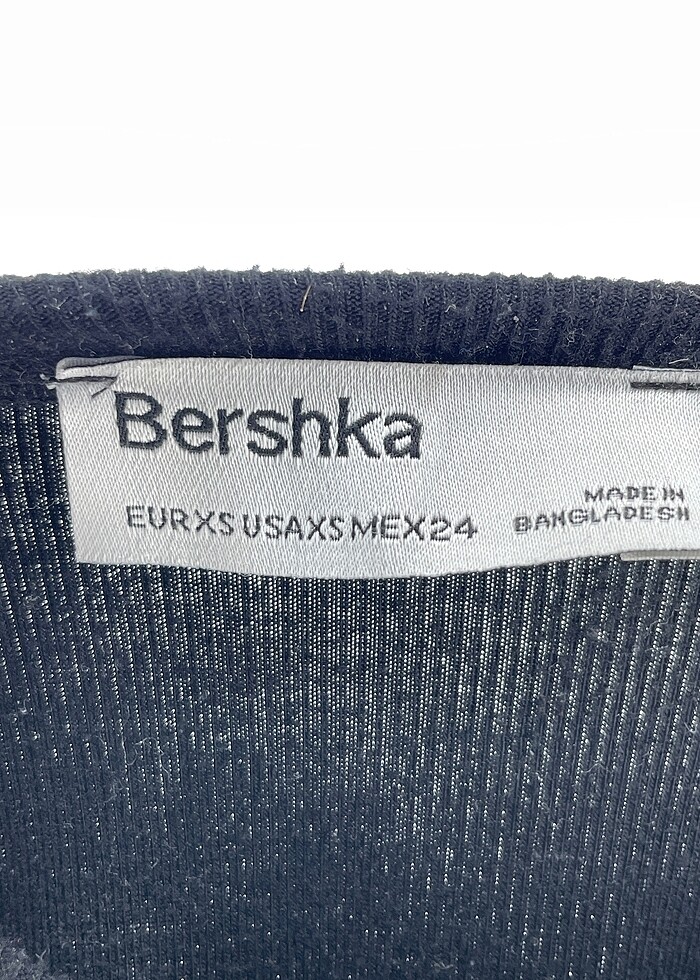 Bershka
EUR XS USA XS MEX 24
MADE IN
BANGLADESH